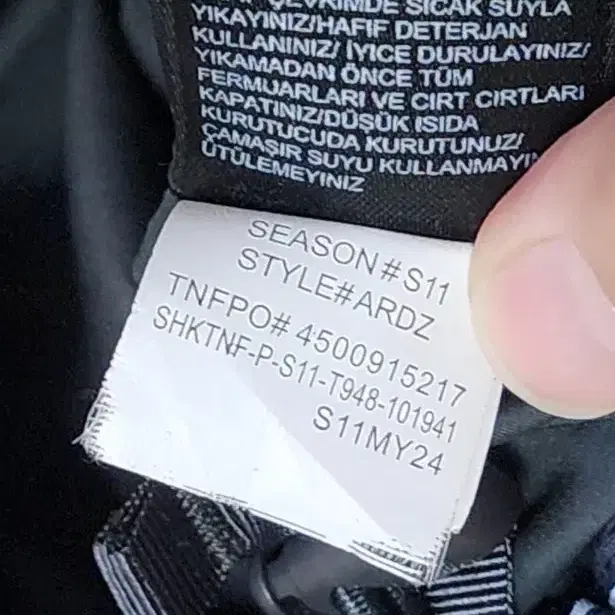 ÇEVRİMDE SICAK SUYLA
YIKAYINIZ/HAFİF DETERJAN
KULLANINIZ/ İYİCE DURULAYINIZ/
YIKAMADAN ÖNCE TÜM
FERMUARLARI VE CIRT CIRTLARI
KAPATINIZ/DÜŞÜK ISIDA
KURUTUCUDA KURUTUNUZ/
ÇAMAŞIR SUYU KULLANMAYI
ÜTÜLEMEYİNİZ
SEASON#S11
STYLE#ARDZ
TNFPO# 4500915217
SHKTNF-P-S11-T948-101941
S11MY24